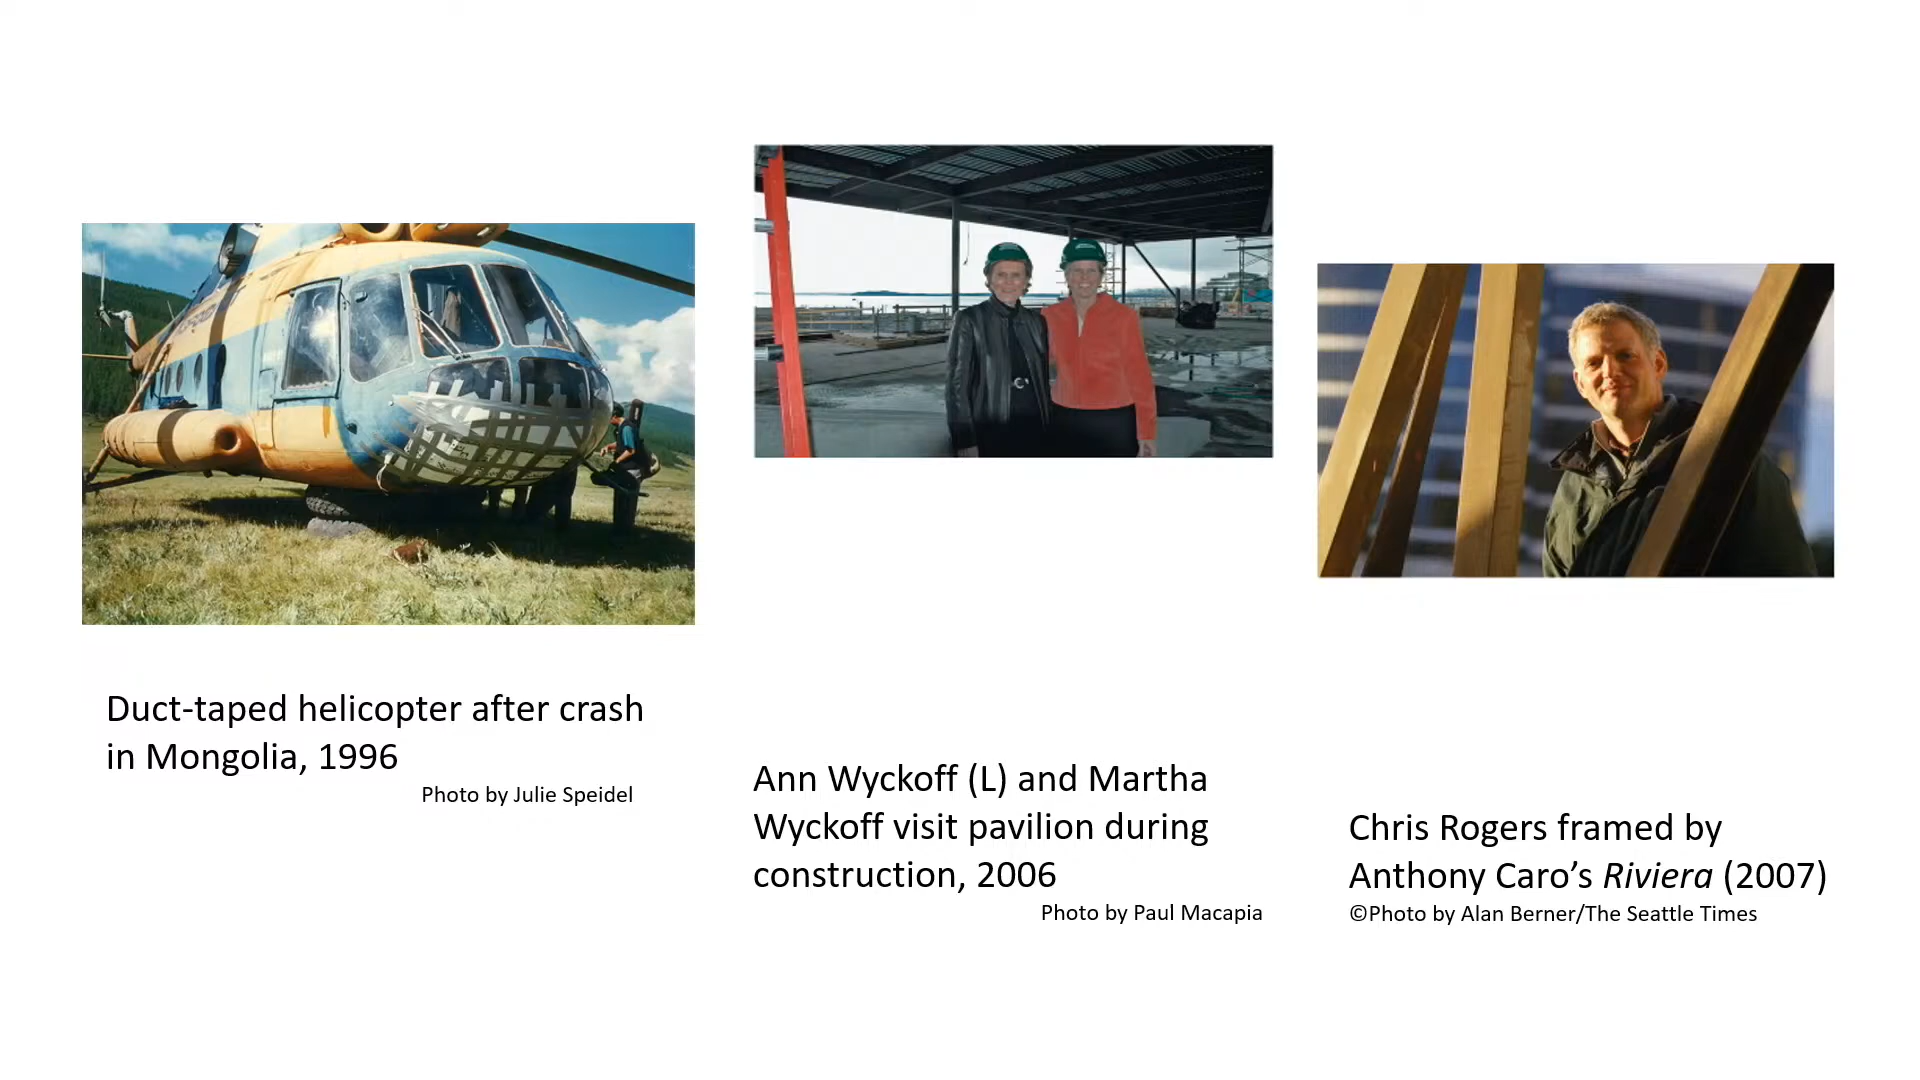 Duct-taped helicopter after crash
in Mongolia, 1996
Photo by Julie Speidel
Ann Wyckoff (L) and Martha
Wyckoff visit pavilion during
construction, 2006
Photo by Paul Macapia
Chris Rogers framed by
Anthony Caro’s Riviera (2007)
©Photo by Alan Berner/The Seattle Times